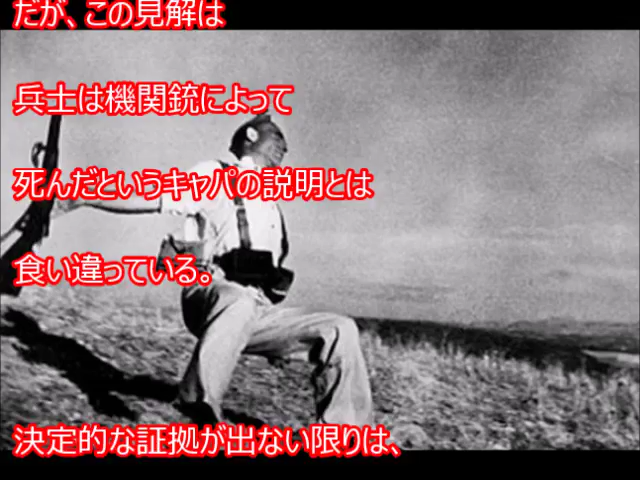 だが、この見解は
兵士は機関銃によって
死んだというキャパの説明とは
食い違っている。
決定的な証拠が出ない限りは、